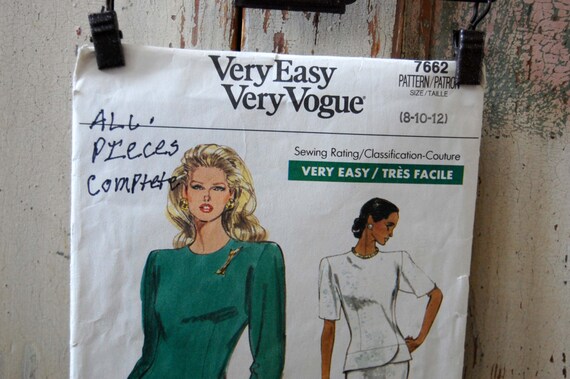 Very Easy
Very Vogue
7662
PATTERN/PATRON
SIZE/TAILLE
(8-10-12)
ALL.
PIECES
Complete
Sewing Rating/Classification-Couture
VERY EASY/TRÈS FACILE